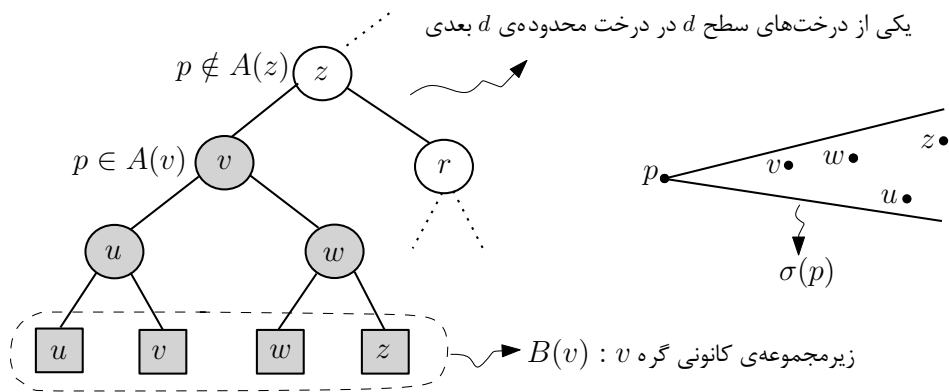 یکی از درخت‌های سطح d در درخت محدوده‌ی d بعدی
p ∉ A(z)
z
p ∈ A(v)
v
r
u
w
u
v
w
z
B(v) : v زیرمجموعه‌ی کانونی گره
p
v
w
z
u
σ(p)